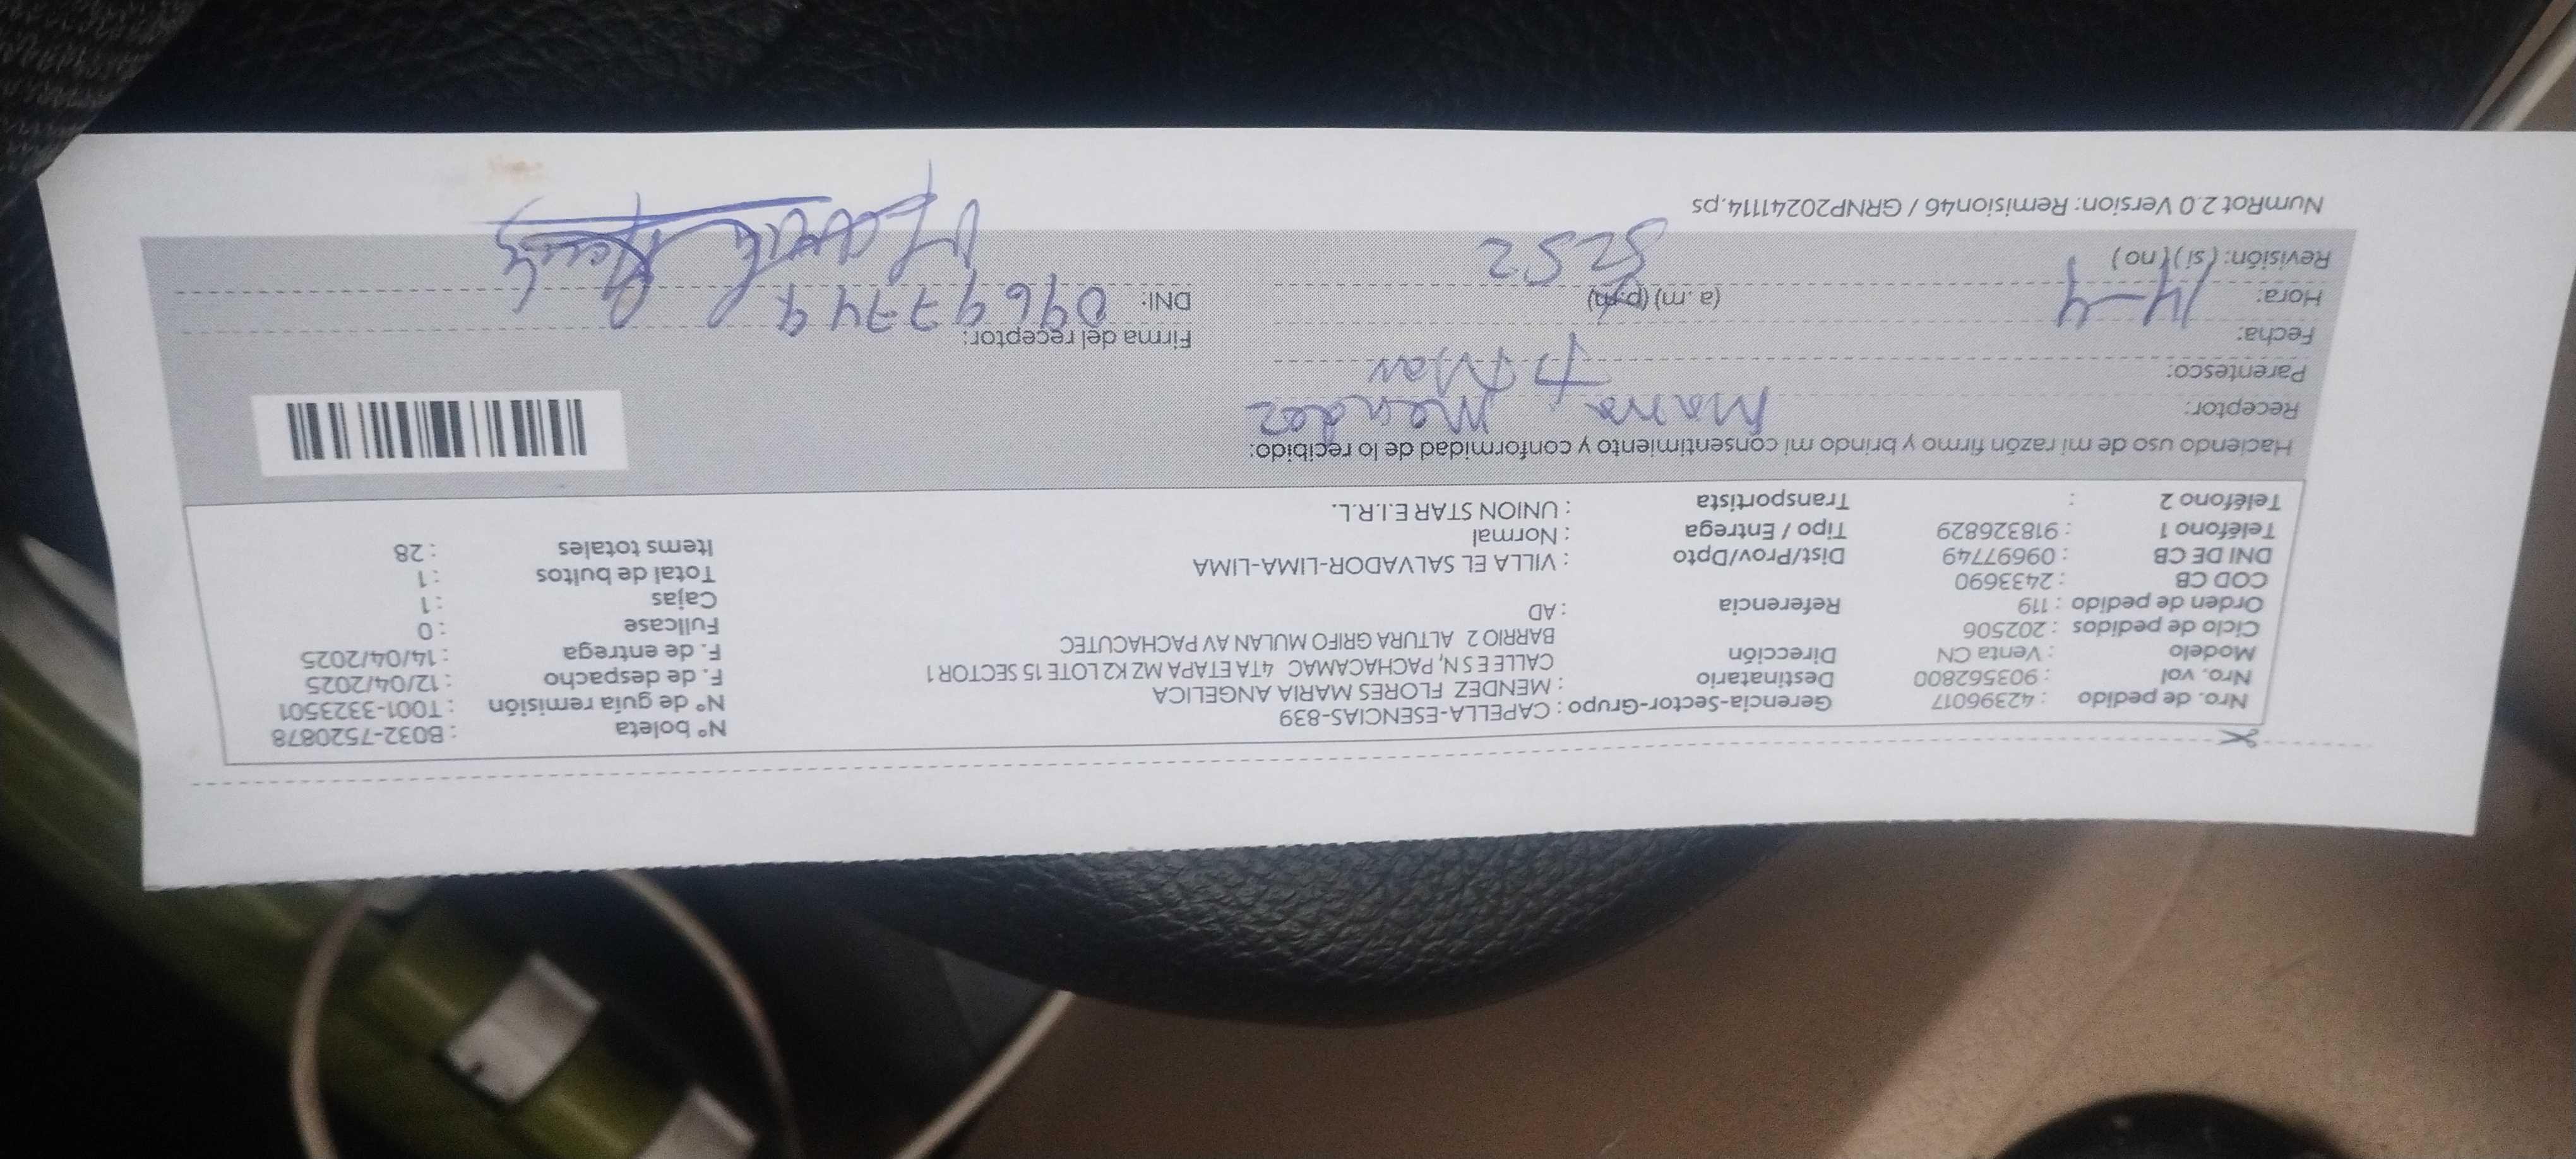 Nro. de pedido : 42396017 Gerencia-Sector-Grupo : CAPELLA-ESENCIAS-839 N° boleta : B032-7520878
Nro. vol : 903562800 Destinatario : MENDEZ FLORES MARIA ANGELICA N° de guía remisión : T001-3323501
Modelo : Venta CN Dirección CALLE E S N, PACHACAMAC 4TA ETAPA MZ K2 LOTE 15 SECTOR 1 F. de despacho : 12/04/2025
Ciclo de pedidos : 202506 BARRIO 2 ALTURA GRIFO MULAN AV PACHACUTEC F. de entrega : 14/04/2025
Orden de pedido : 119 Referencia : AD Fullcase : 0
COD CB : 2433690 Cajas : 1
DNI DE CB : 09697749 Dist/Prov/Dpto : VILLA EL SALVADOR-LIMA-LIMA Total de bultos : 1
Teléfono 1 : 918326829 Tipo / Entrega : Normal Items totales : 28
Teléfono 2 : Transportista : UNION STAR E.I.R.L.
Haciendo uso de mi razón firmo y brindo mi consentimiento y conformidad de lo recibido:
Receptor: Maria Mendez
Parentesco:
Fecha: 14-4 Firma del receptor:
Hora: (a.m) (p.m) DNI: 09697749
Revisión: (si) (no)
NumRot 2.0 Version: Remision46 / GRNP20241114.ps